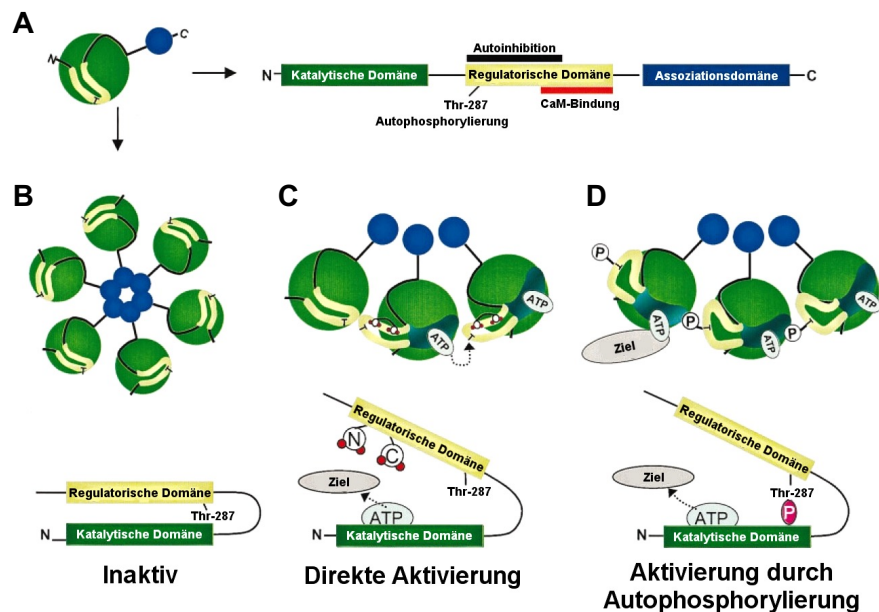 A
N
C
Autoinhibition
N
Katalytische Domäne
Regulatorische Domäne
Assoziationsdomäne
C
Thr-287
CaM-Bindung
Autophosphorylierung
B
C
D
T
ATP
ATP
P
P
P
ATP
ATP
ATP
Ziel
Regulatorische Domäne
Thr-287
N
Katalytische Domäne
Inaktiv
Regulatorische Domäne
N
C
Ziel
Thr-287
ATP
N
Katalytische Domäne
Direkte Aktivierung
Regulatorische Domäne
Ziel
Thr-287
ATP
P
N
Katalytische Domäne
Aktivierung durch
Autophosphorylierung